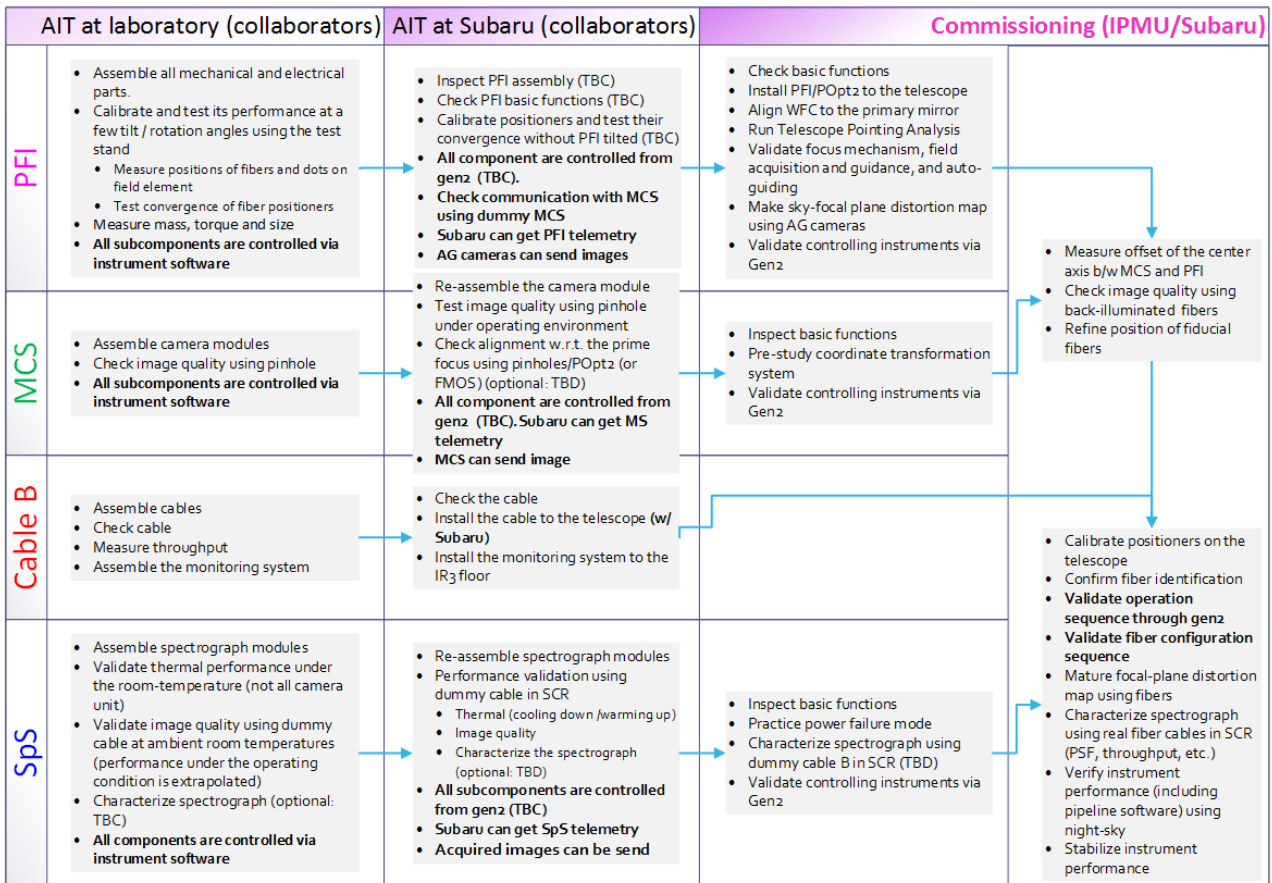 AIT at laboratory (collaborators)
AIT at Subaru (collaborators)
Commissioning (IPMU/Subaru)
PFI
• Assemble all mechanical and electrical
parts.
• Calibrate and test its performance at a
few tilt / rotation angles using the test
stand
• Measure positions of fibers and dots on
field element
• Test convergence of fiber positioners
• Measure mass, torque and size
• All subcomponents are controlled via
instrument software
• Inspect PFI assembly (TBC)
• Check PFI basic functions (TBC)
• Calibrate positioners and test their
convergence without PFI tilted (TBC)
• All component are controlled from
gen2 (TBC).
• Check communication with MCS
using dummy MCS
• Subaru can get PFI telemetry
• AG cameras can send images
• Check basic functions
• Install PFI/POpt2 to the telescope
• Align WFC to the primary mirror
• Run Telescope Pointing Analysis
• Validate focus mechanism, field
acquisition and guidance, and auto-
guiding
• Make sky-focal plane distortion map
using AG cameras
• Validate controlling instruments via
Gen2
• Measure offset of the center
axis b/w MCS and PFI
• Check image quality using
back-illuminated fibers
• Refine position of fiducial
fibers
MCS
• Assemble camera modules
• Check image quality using pinhole
• All subcomponents are controlled via
instrument software
• Re-assemble the camera module
• Test image quality using pinhole
under operating environment
• Check alignment w.r.t. the prime
focus using pinholes/POpt2 (or
FMOS) (optional: TBD)
• All component are controlled from
gen2 (TBC). Subaru can get MS
telemetry
• MCS can send image
• Inspect basic functions
• Pre-study coordinate transformation
system
• Validate controlling instruments via
Gen2
Cable B
• Assemble cables
• Check cable
• Measure throughput
• Assemble the monitoring system
• Check the cable
• Install the cable to the telescope (w/
Subaru)
• Install the monitoring system to the
IR3 floor
SpS
• Assemble spectrograph modules
• Validate thermal performance under
the room-temperature (not all camera
unit)
• Validate image quality using dummy
cable at ambient room temperatures
(performance under the operating
condition is extrapolated)
• Characterize spectrograph (optional:
TBC)
• All components are controlled via
instrument software
• Re-assemble spectrograph modules
• Performance validation using
dummy cable in SCR
• Thermal (cooling down /warming up)
• Image quality
• Characterize the spectrograph
(optional: TBD)
• All subcomponents are controlled
from gen2 (TBC)
• Subaru can get SpS telemetry
• Acquired images can be send
• Inspect basic functions
• Practice power failure mode
• Characterize spectrograph using
dummy cable B in SCR (TBD)
• Validate controlling instruments via
Gen2
• Calibrate positioners on the
telescope
• Confirm fiber identification
• Validate operation
sequence through gen2
• Validate fiber configuration
sequence
• Mature focal-plane distortion
map using fibers
• Characterize spectrograph
using real fiber cables in SCR
(PSF, throughput, etc.)
• Verify instrument
performance (including
pipeline software) using
night-sky
• Stabilize instrument
performance